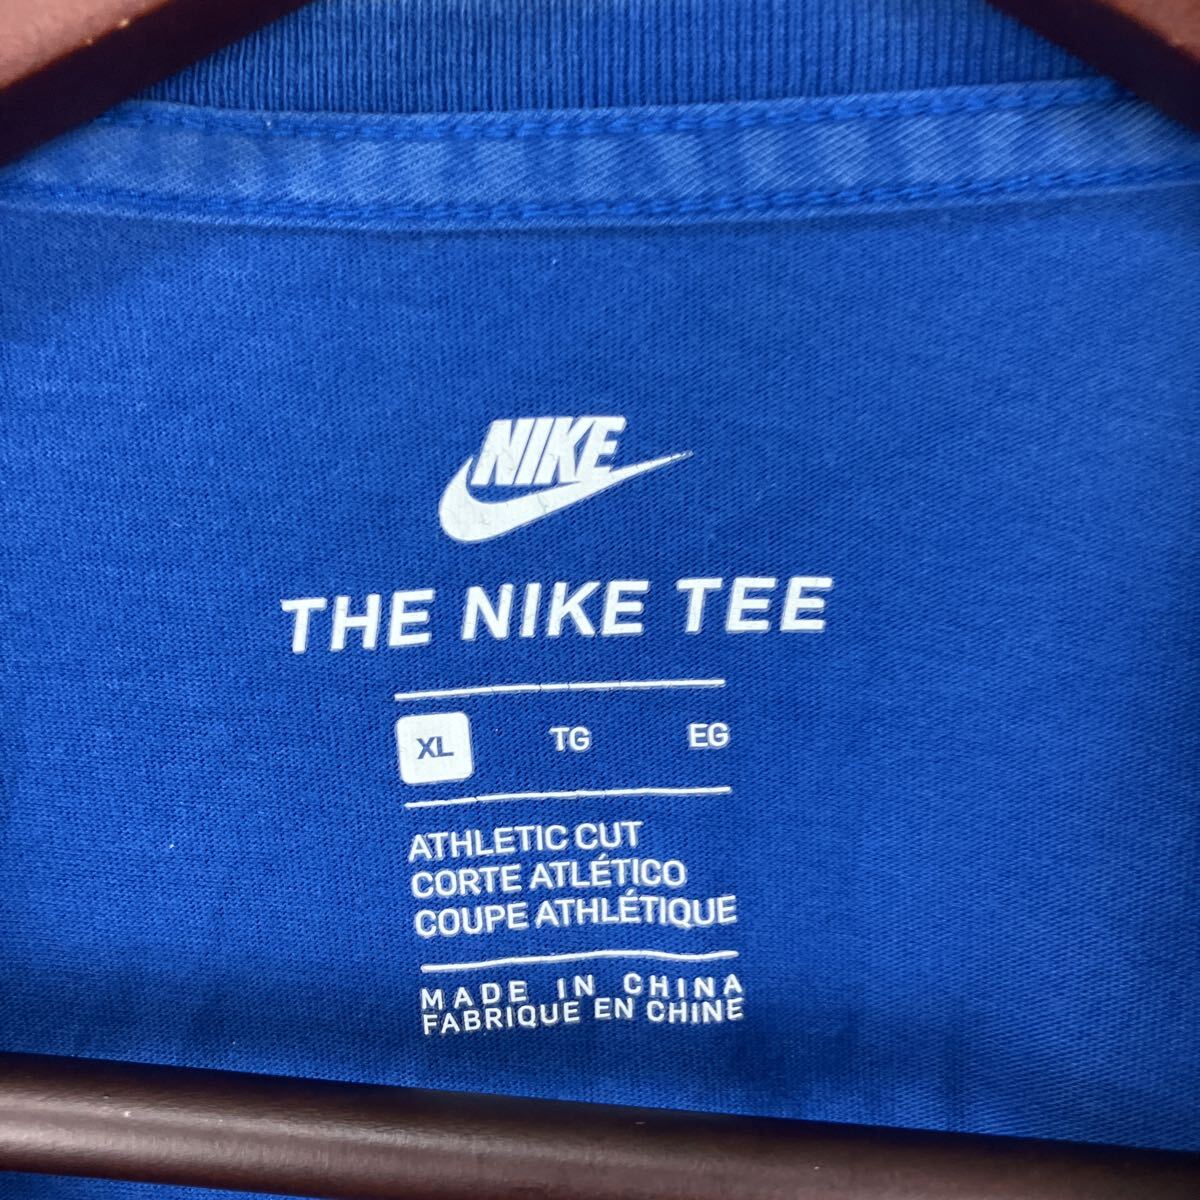 NIKE
THE NIKE TEE
XL TG EG
ATHLETIC CUT
CORTE ATLÉTICO
COUPE ATHLÉTIQUE
MADE IN CHINA
FABRIQUE EN CHINE